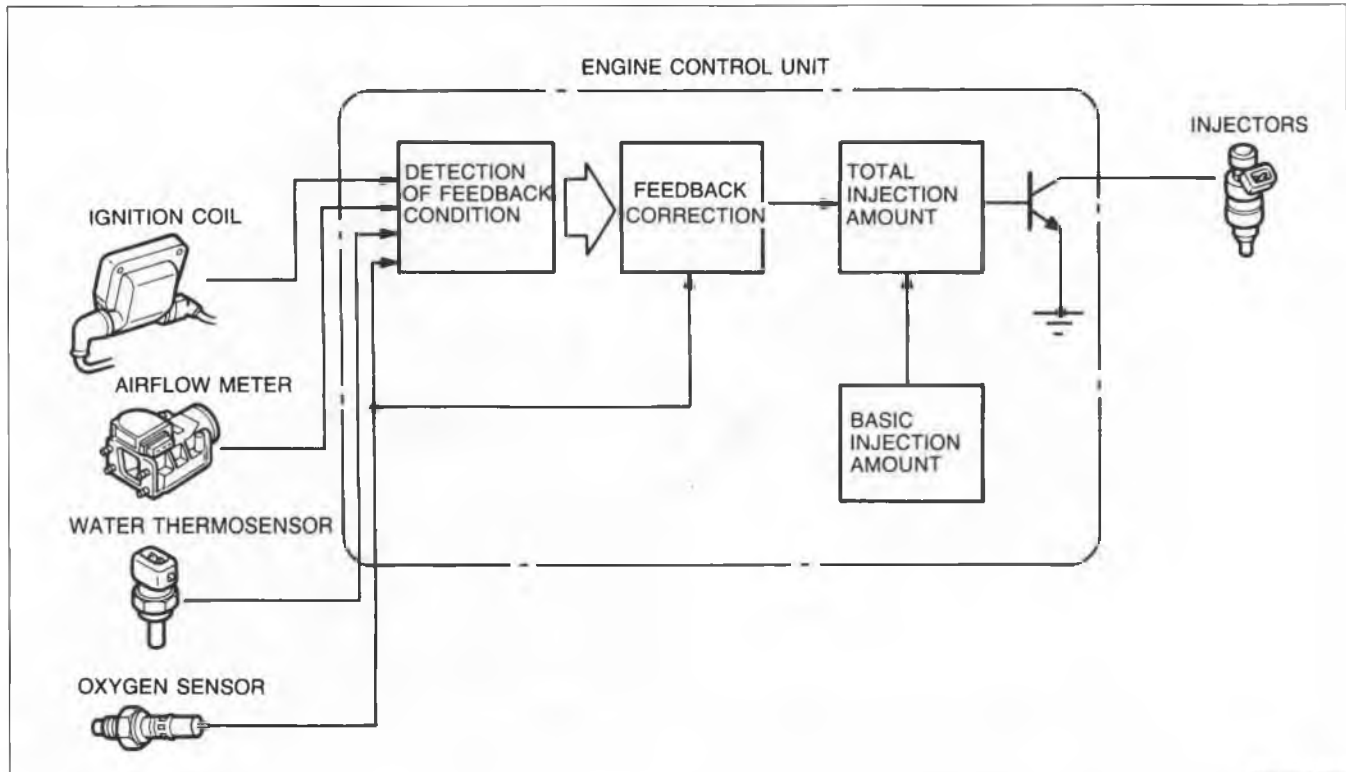 ENGINE CONTROL UNIT
INJECTORS
DETECTION
OF FEEDBACK
CONDITION
FEEDBACK
CORRECTION
TOTAL
INJECTION
AMOUNT
IGNITION COIL
AIRFLOW METER
BASIC
INJECTION
AMOUNT
WATER THERMOSENSOR
OXYGEN SENSOR